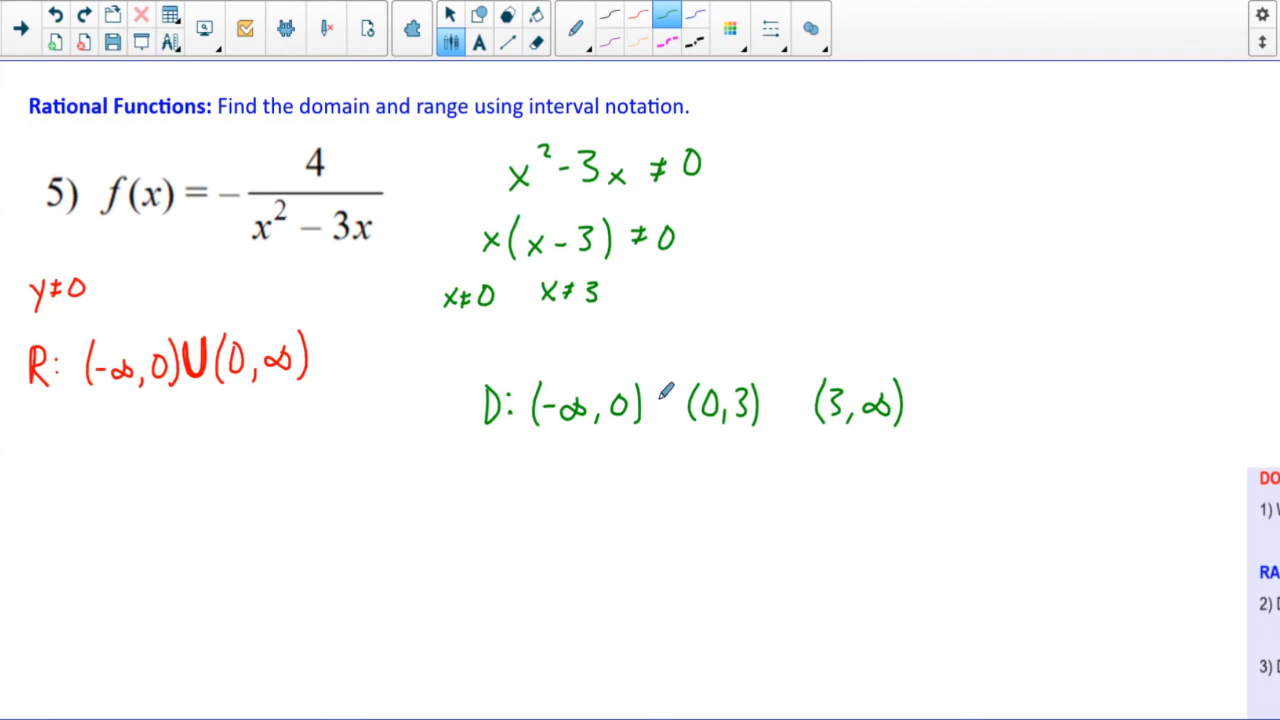 Rational Functions: Find the domain and range using interval notation.
5) f(x) = - 4 / (x² - 3x)
x² - 3x ≠ 0
x(x - 3) ≠ 0
x ≠ 0 x ≠ 3
y ≠ 0
R: (-∞, 0) U (0, ∞)
D: (-∞, 0) (0, 3) (3, ∞)
DO
1)
RA
2) D
3) D